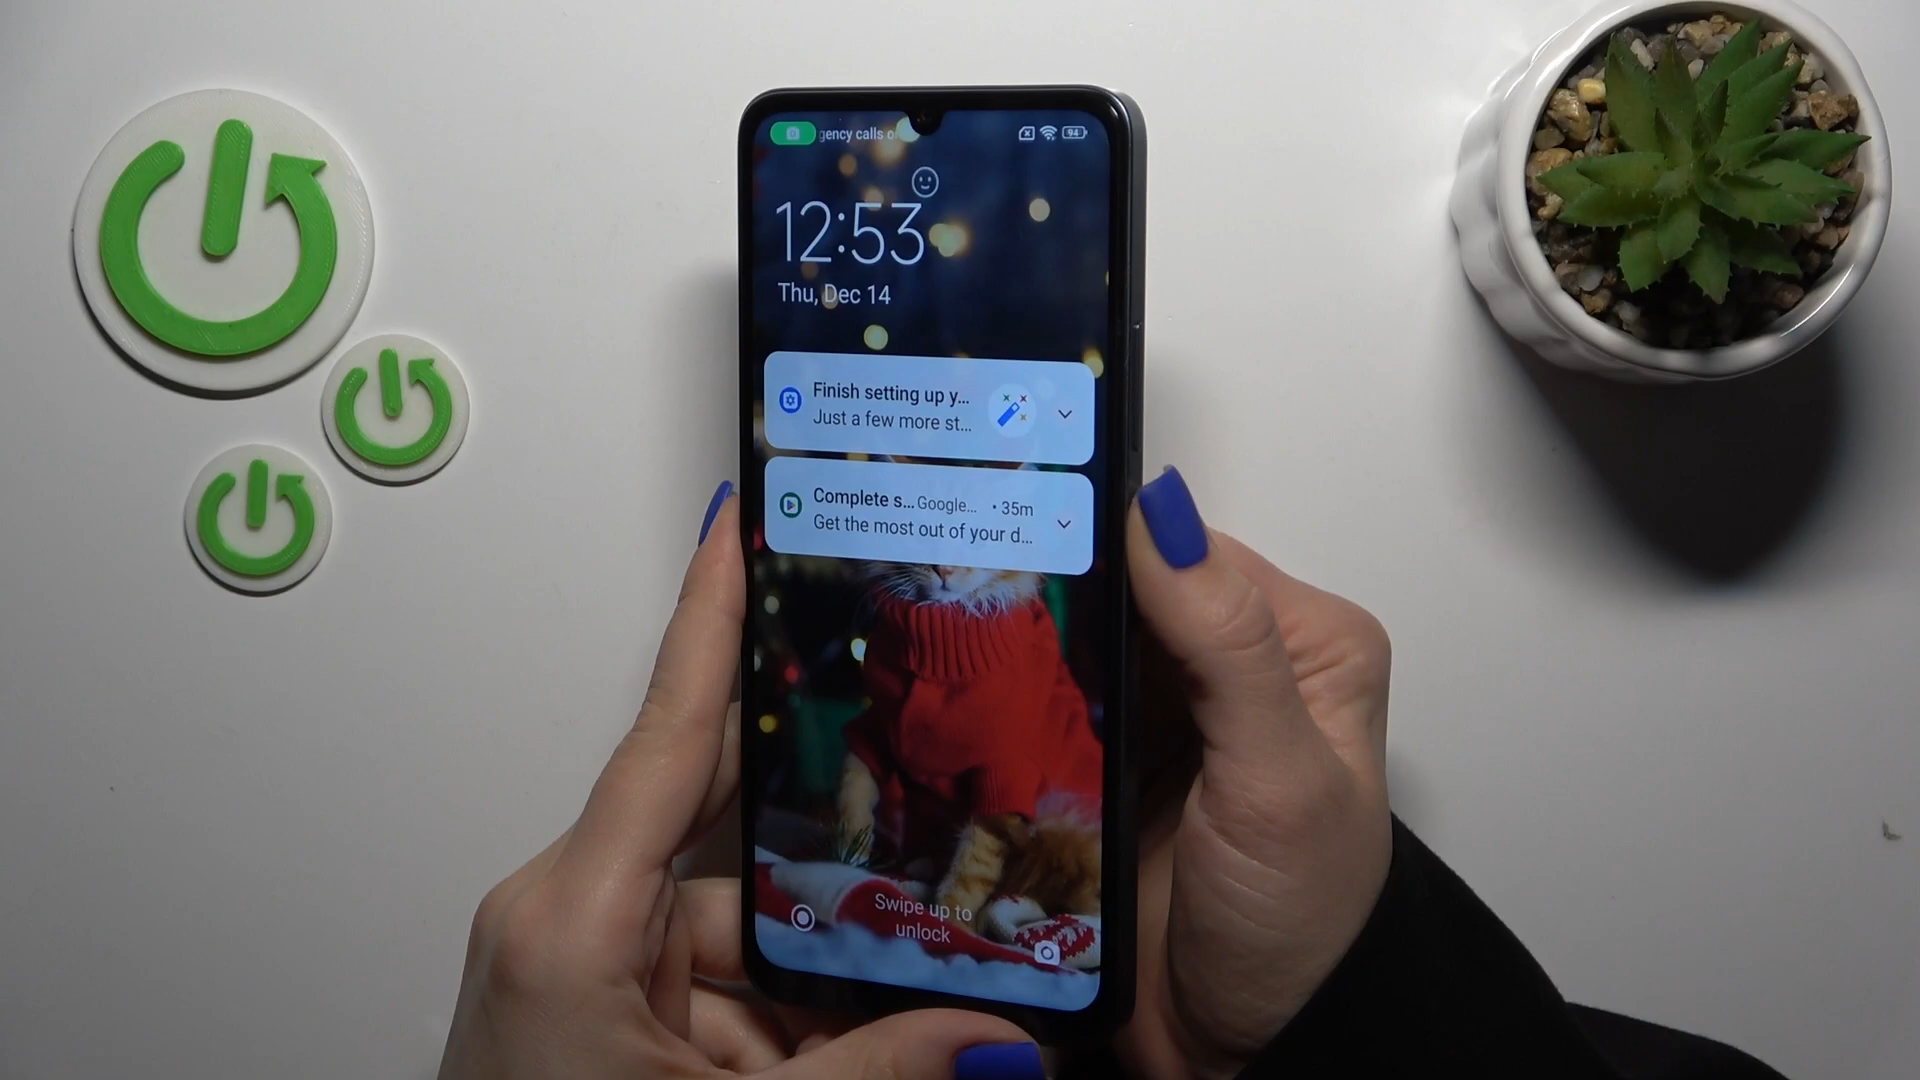 gency calls o
94
12:53
Thu, Dec 14
Finish setting up y...
Just a few more st...
Complete s... Google... • 35m
Get the most out of your d...
Swipe up to
unlock